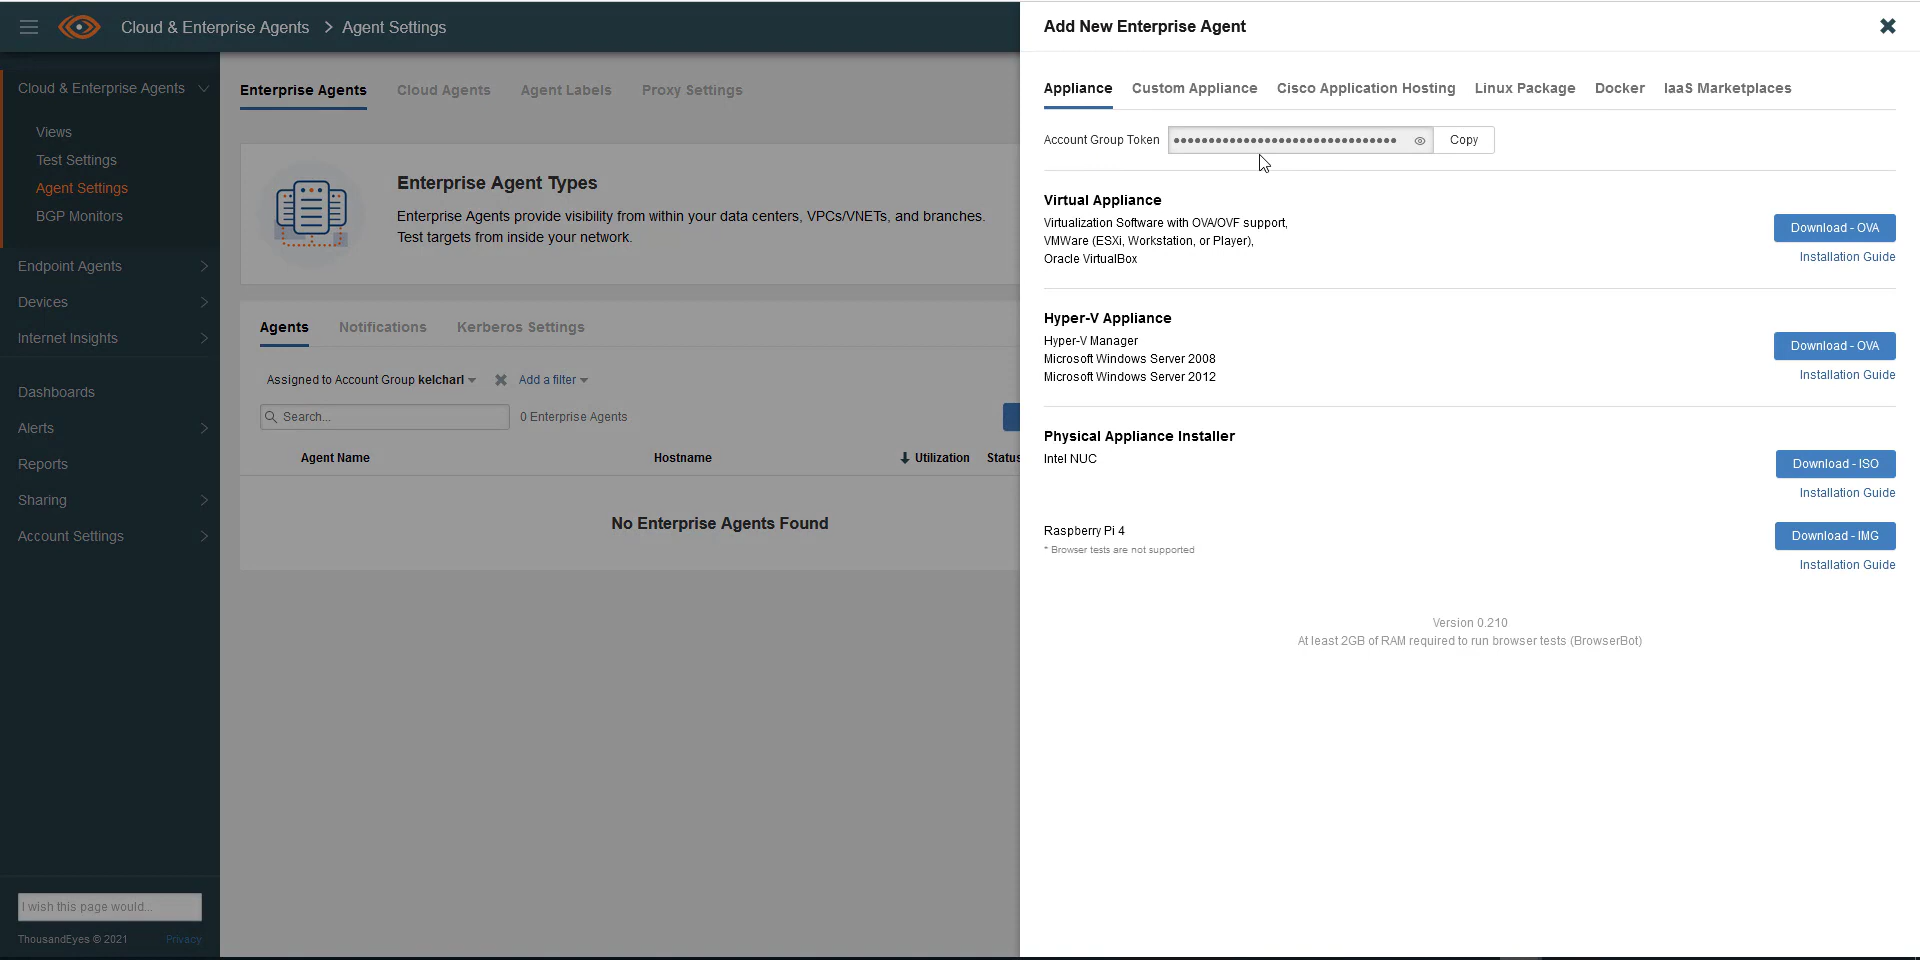 Cloud & Enterprise Agents > Agent Settings
Cloud & Enterprise Agents
Views
Test Settings
Agent Settings
BGP Monitors
Endpoint Agents
Devices
Internet Insights
Dashboards
Alerts
Reports
Sharing
Account Settings
I wish this page would...
ThousandEyes © 2021 Privacy
Enterprise Agents Cloud Agents Agent Labels Proxy Settings
Enterprise Agent Types
Enterprise Agents provide visibility from within your data centers, VPCs/VNETs, and branches.
Test targets from inside your network.
Agents Notifications Kerberos Settings
Assigned to Account Group kelcharl Add a filter
Search... 0 Enterprise Agents
Agent Name Hostname Utilization Status
No Enterprise Agents Found
Add New Enterprise Agent
Appliance Custom Appliance Cisco Application Hosting Linux Package Docker IaaS Marketplaces
Account Group Token •••••••••••••••••••••••••••••••• Copy
Virtual Appliance
Virtualization Software with OVA/OVF support,
VMWare (ESXi, Workstation, or Player),
Oracle VirtualBox
Download - OVA
Installation Guide
Hyper-V Appliance
Hyper-V Manager
Microsoft Windows Server 2008
Microsoft Windows Server 2012
Download - OVA
Installation Guide
Physical Appliance Installer
Intel NUC
Download - ISO
Installation Guide
Raspberry Pi 4
* Browser tests are not supported
Download - IMG
Installation Guide
Version 0.210
At least 2GB of RAM required to run browser tests (BrowserBot)